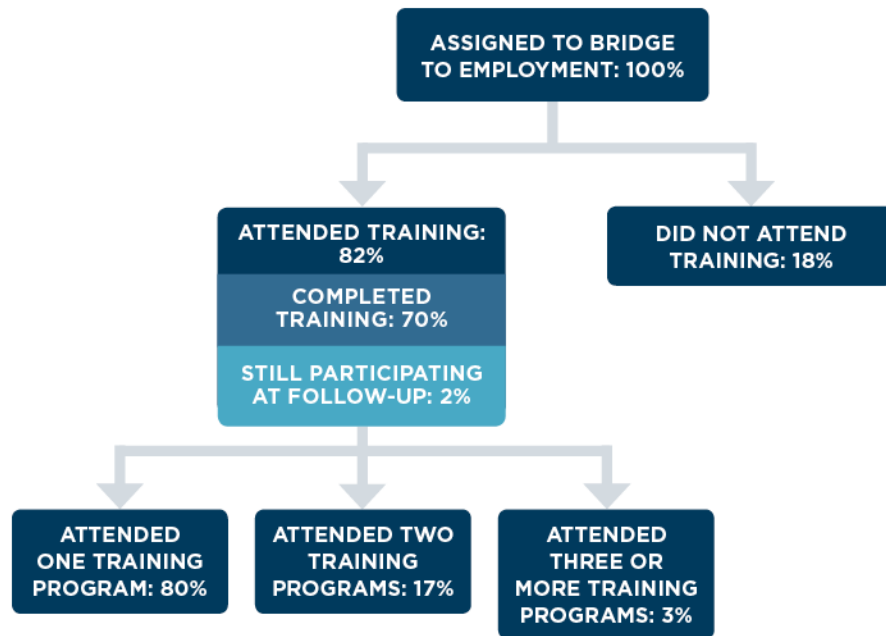 ASSIGNED TO BRIDGE
TO EMPLOYMENT: 100%
ATTENDED TRAINING:
82%
COMPLETED
TRAINING: 70%
STILL PARTICIPATING
AT FOLLOW-UP: 2%
DID NOT ATTEND
TRAINING: 18%
ATTENDED
ONE TRAINING
PROGRAM: 80%
ATTENDED TWO
TRAINING
PROGRAMS: 17%
ATTENDED
THREE OR
MORE TRAINING
PROGRAMS: 3%